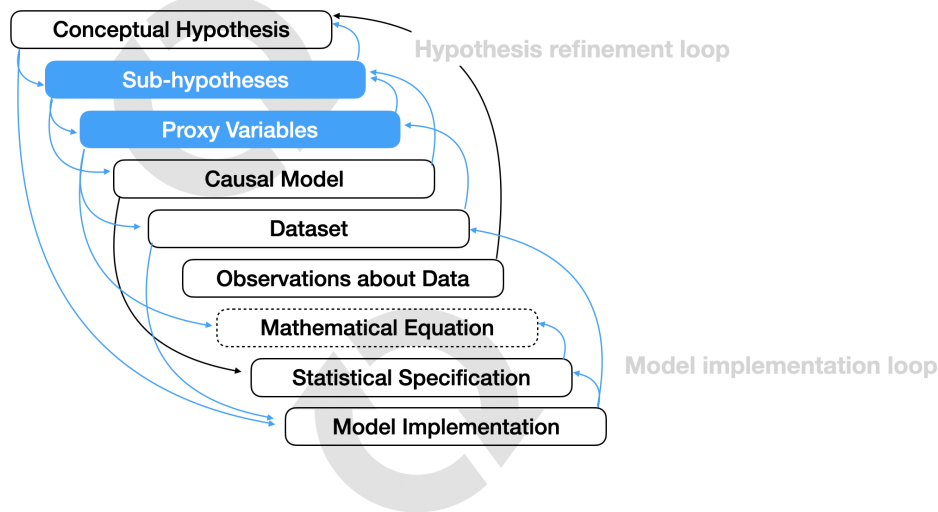 Conceptual Hypothesis
Hypothesis refinement loop
Sub-hypotheses
Proxy Variables
Causal Model
Dataset
Observations about Data
Mathematical Equation
Model implementation loop
Statistical Specification
Model Implementation